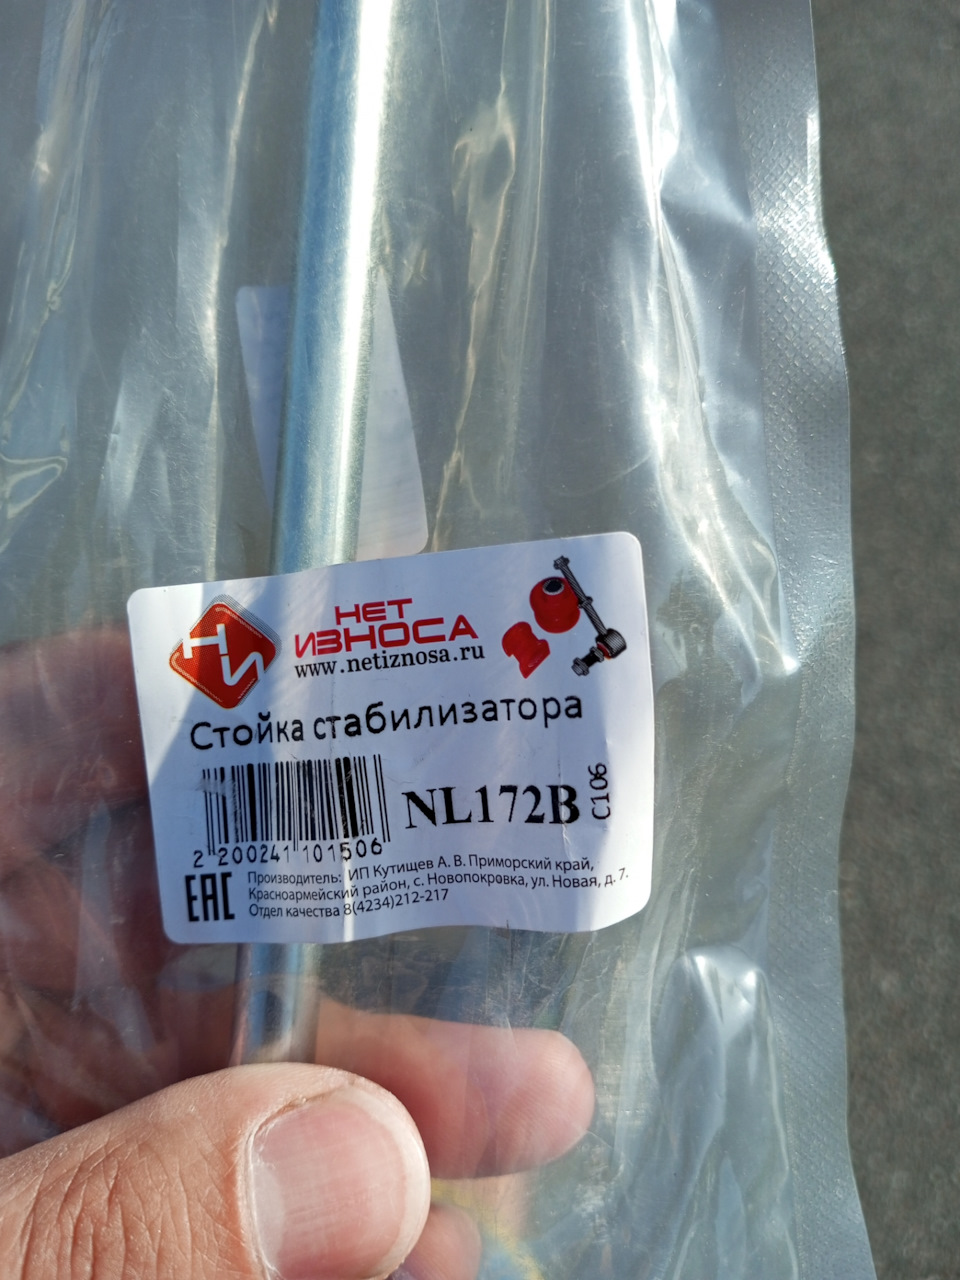 НИ
НЕТ
ИЗНОСА
www.netiznosa.ru
Стойка стабилизатора
NL172B
C106
2 200241 101506
EAC
Производитель: ИП Кутищев А. В. Приморский край,
Красноармейский район, с. Новопокровка, ул. Новая, д. 7.
Отдел качества 8(4234)212-217